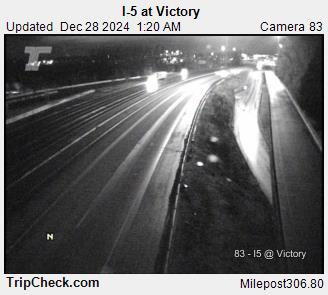 I-5 at Victory
Updated  Dec 28 2024  1:20 AM
Camera 83
T
N
83 - I5 @ Victory
TripCheck.com
Milepost306.80